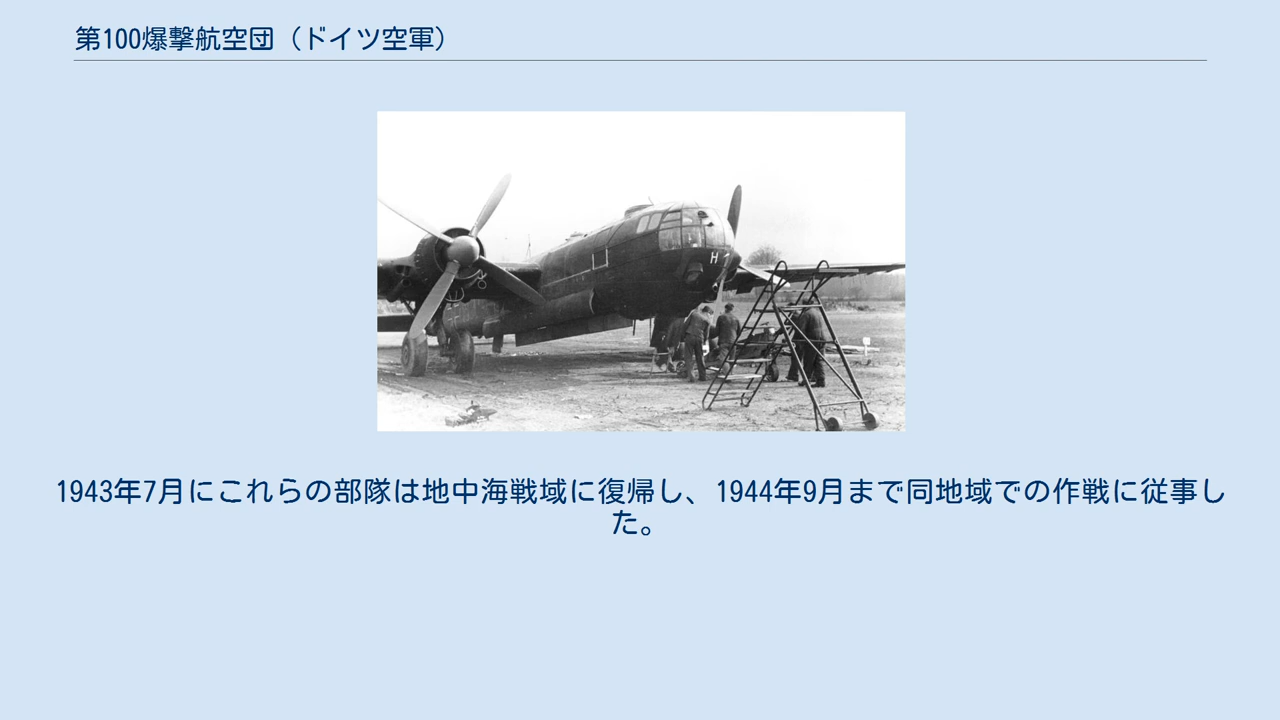 第100爆撃航空団（ドイツ空軍）
H
1943年7月にこれらの部隊は地中海戦域に復帰し、1944年9月まで同地域での作戦に従事し
た。